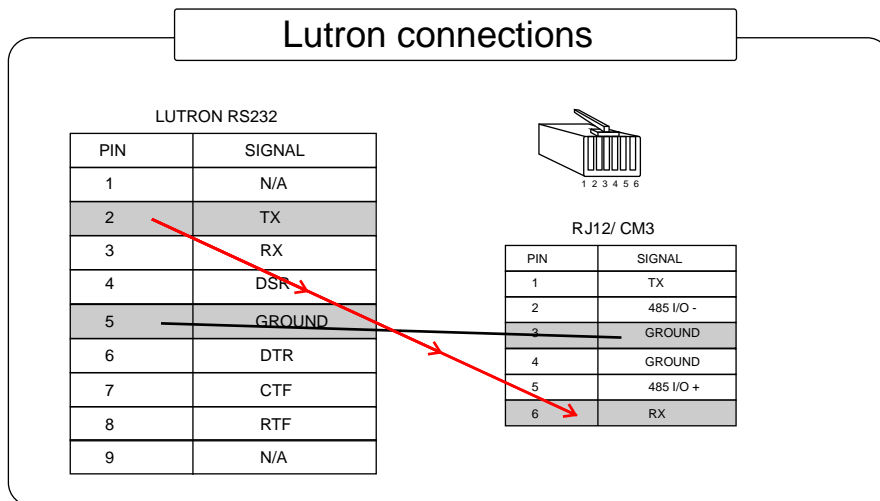 Lutron connections
LUTRON RS232
PIN SIGNAL
1 N/A
2 TX
3 RX
4 DSR
5 GROUND
6 DTR
7 CTF
8 RTF
9 N/A
1 2 3 4 5 6
RJ12/ CM3
PIN SIGNAL
1 TX
2 485 I/O -
3 GROUND
4 GROUND
5 485 I/O +
6 RX